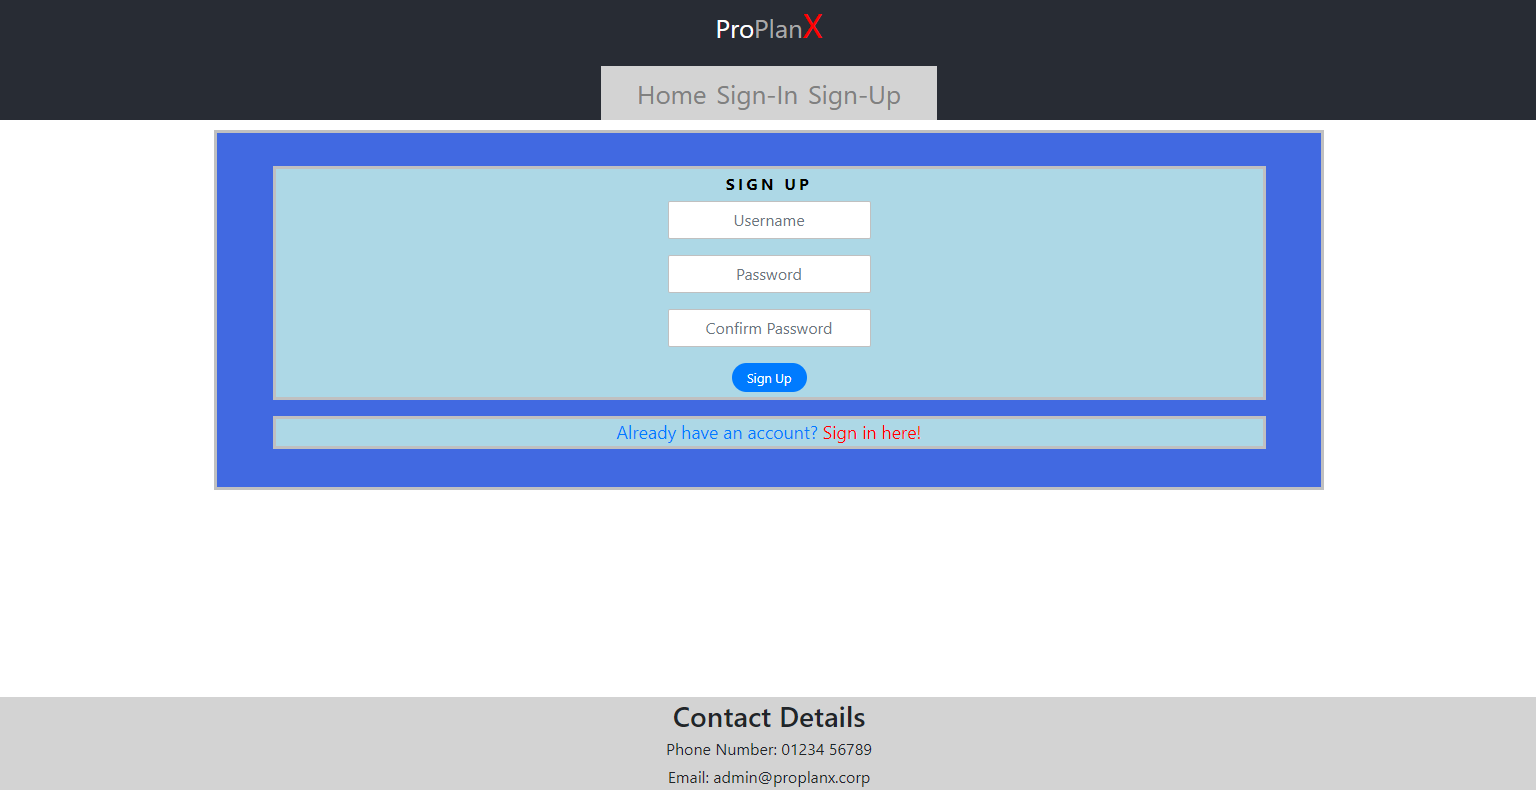 ProPlanX
Home Sign-In Sign-Up
SIGN UP
Username
Password
Confirm Password
Sign Up
Already have an account? Sign in here!
Contact Details
Phone Number: 01234 56789
Email: admin@proplanx.corp